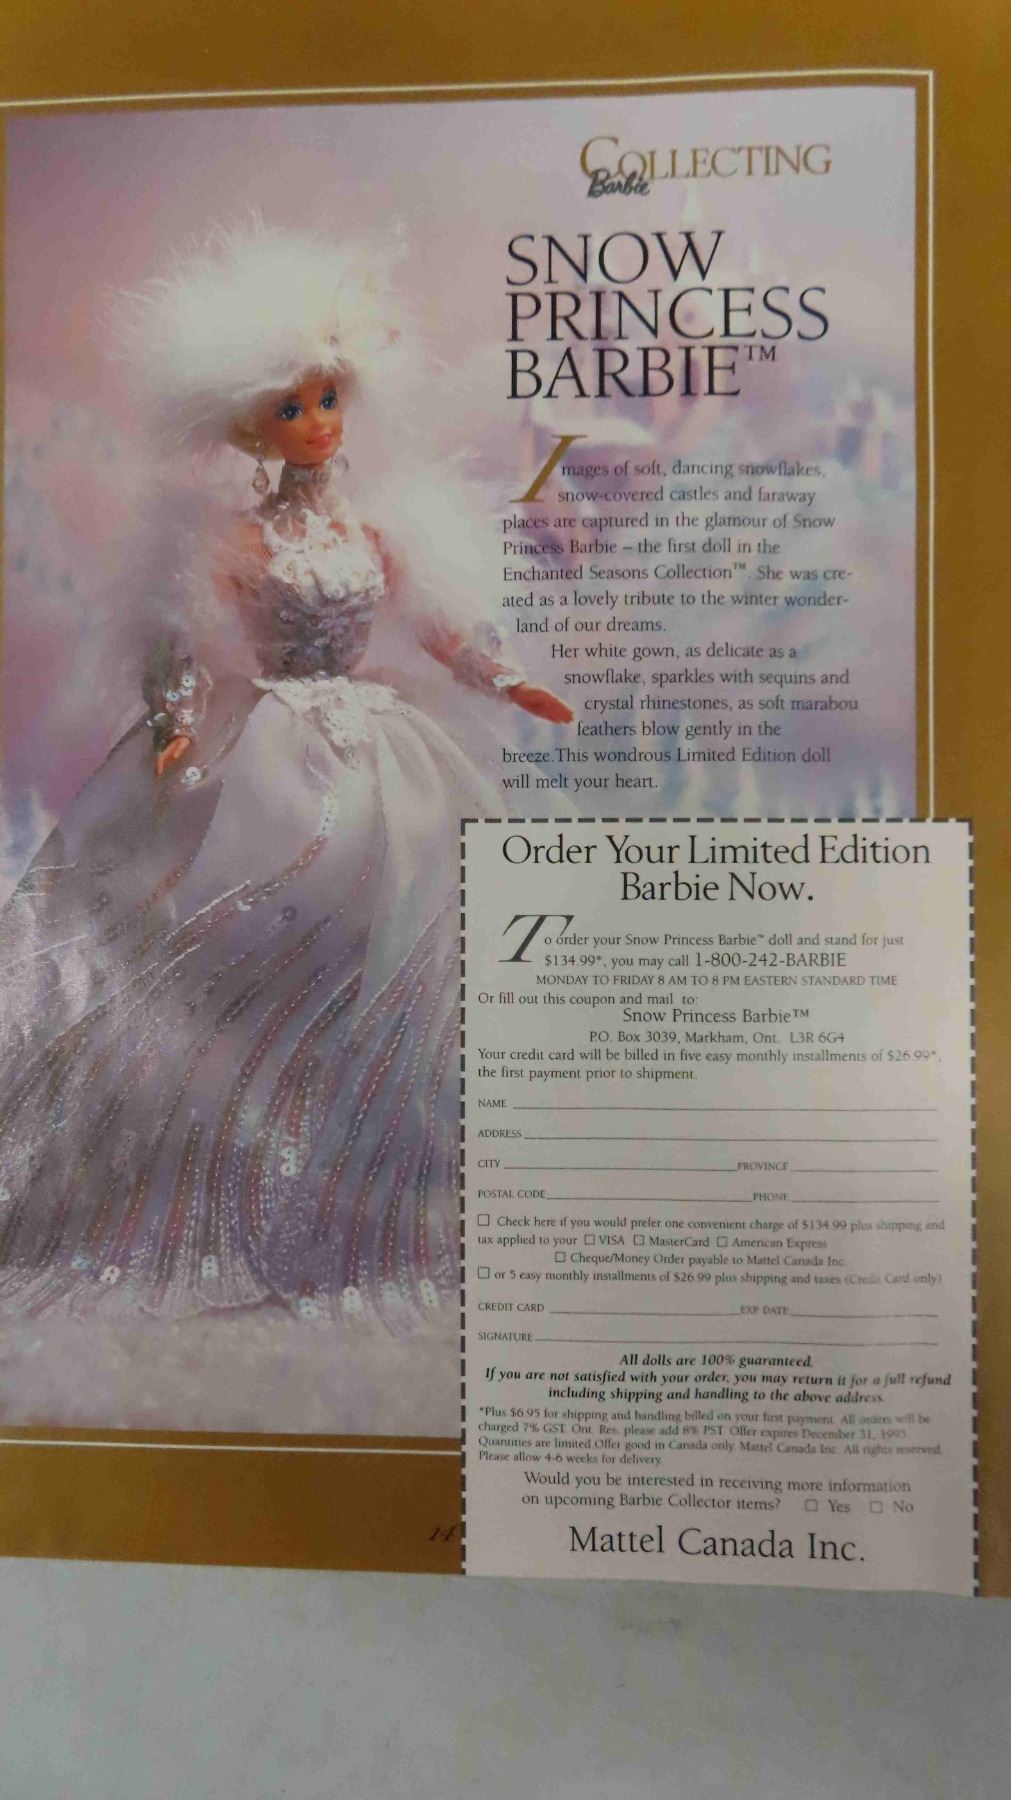 COLLECTING
Barbie
SNOW
PRINCESS
BARBIE™
Images of soft, dancing snowflakes,
snow-covered castles and faraway
places are captured in the glamour of Snow
Princess Barbie – the first doll in the
Enchanted Seasons Collection™. She was cre-
ated as a lovely tribute to the winter wonder-
land of our dreams.
Her white gown, as delicate as a
snowflake, sparkles with sequins and
crystal rhinestones, as soft marabou
feathers blow gently in the
breeze.This wondrous Limited Edition doll
will melt your heart.
Order Your Limited Edition
Barbie Now.
To order your Snow Princess Barbie™ doll and stand for just
$134.99*, you may call 1-800-242-BARBIE
MONDAY TO FRIDAY 8 AM TO 8 PM EASTERN STANDARD TIME
Or fill out this coupon and mail to:
Snow Princess Barbie™
P.O. Box 3039, Markham, Ont. L3R 6G4
Your credit card will be billed in five easy monthly installments of $26.99*,
the first payment prior to shipment.
NAME
ADDRESS
CITY PROVINCE
POSTAL CODE PHONE
☐ Check here if you would prefer one convenient charge of $134.99 plus shipping and
tax applied to your ☐ VISA ☐ MasterCard ☐ American Express
☐ Cheque/Money Order payable to Mattel Canada Inc.
☐ or 5 easy monthly installments of $26.99 plus shipping and taxes (Credit Card only)
CREDIT CARD EXP. DATE
SIGNATURE
All dolls are 100% guaranteed.
If you are not satisfied with your order, you may return it for a full refund
including shipping and handling to the above address.
*Plus $6.95 for shipping and handling billed on your first payment. All orders will be
charged 7% GST. Ont. Res. please add 8% PST. Offer expires December 31, 1995.
Quantities are limited. Offer good in Canada only. Mattel Canada Inc. All rights reserved.
Please allow 4-6 weeks for delivery.
Would you be interested in receiving more information
on upcoming Barbie Collector items? ☐ Yes ☐ No
14
Mattel Canada Inc.